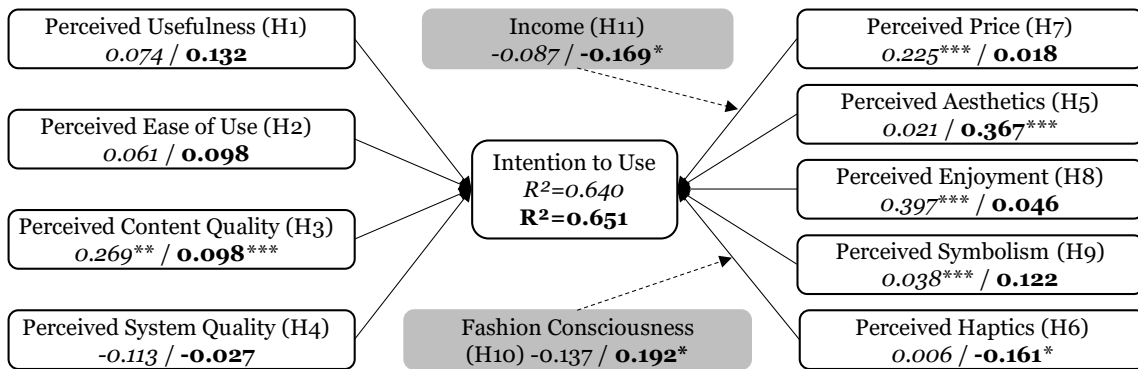 Perceived Usefulness (H1)
0.074 / 0.132
Perceived Ease of Use (H2)
0.061 / 0.098
Perceived Content Quality (H3)
0.269** / 0.098***
Perceived System Quality (H4)
-0.113 / -0.027
Income (H11)
-0.087 / -0.169*
Intention to Use
R²=0.640
R²=0.651
Fashion Consciousness
(H10) -0.137 / 0.192*
Perceived Price (H7)
0.225*** / 0.018
Perceived Aesthetics (H5)
0.021 / 0.367***
Perceived Enjoyment (H8)
0.397*** / 0.046
Perceived Symbolism (H9)
0.038*** / 0.122
Perceived Haptics (H6)
0.006 / -0.161*